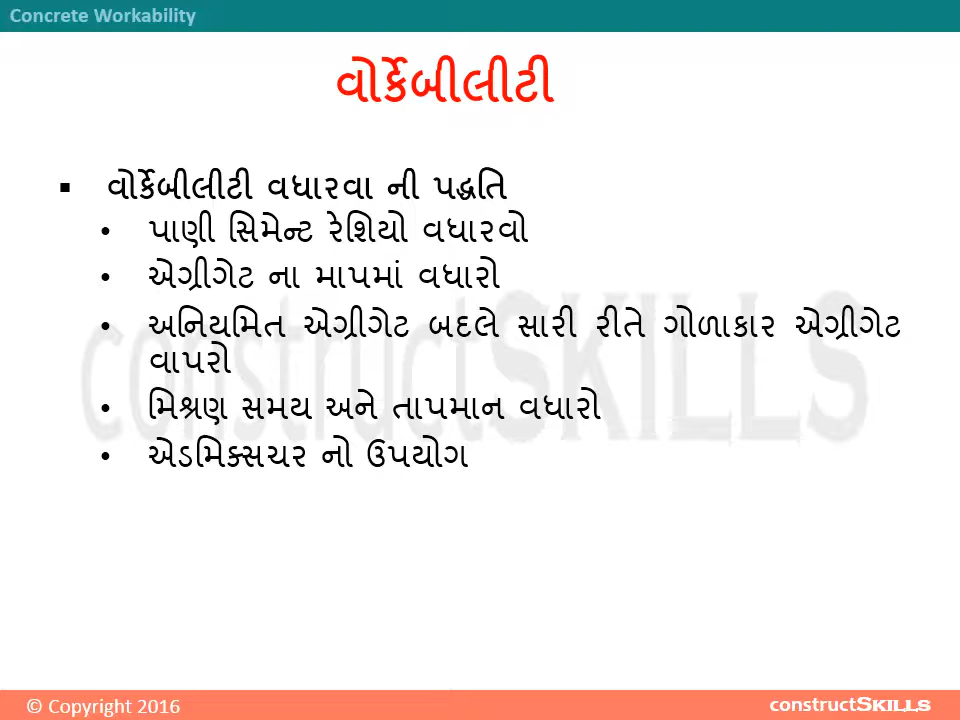 Concrete Workability
વોર્કેબીલીટી
▪ વોર્કેબીલીટી વધારવા ની પદ્ધતિ
• પાણી સિમેન્ટ રેશિયો વધારવો
• એગ્રીગેટ ના માપમાં વધારો
• અનિયમિત એગ્રીગેટ બદલે સારી રીતે ગોળાકાર એગ્રીગેટ
વાપરો
• મિશ્રણ સમય અને તાપમાન વધારો
• એડમિક્સચર નો ઉપયોગ
constructSKILLS
© Copyright 2016
constructSKILLS